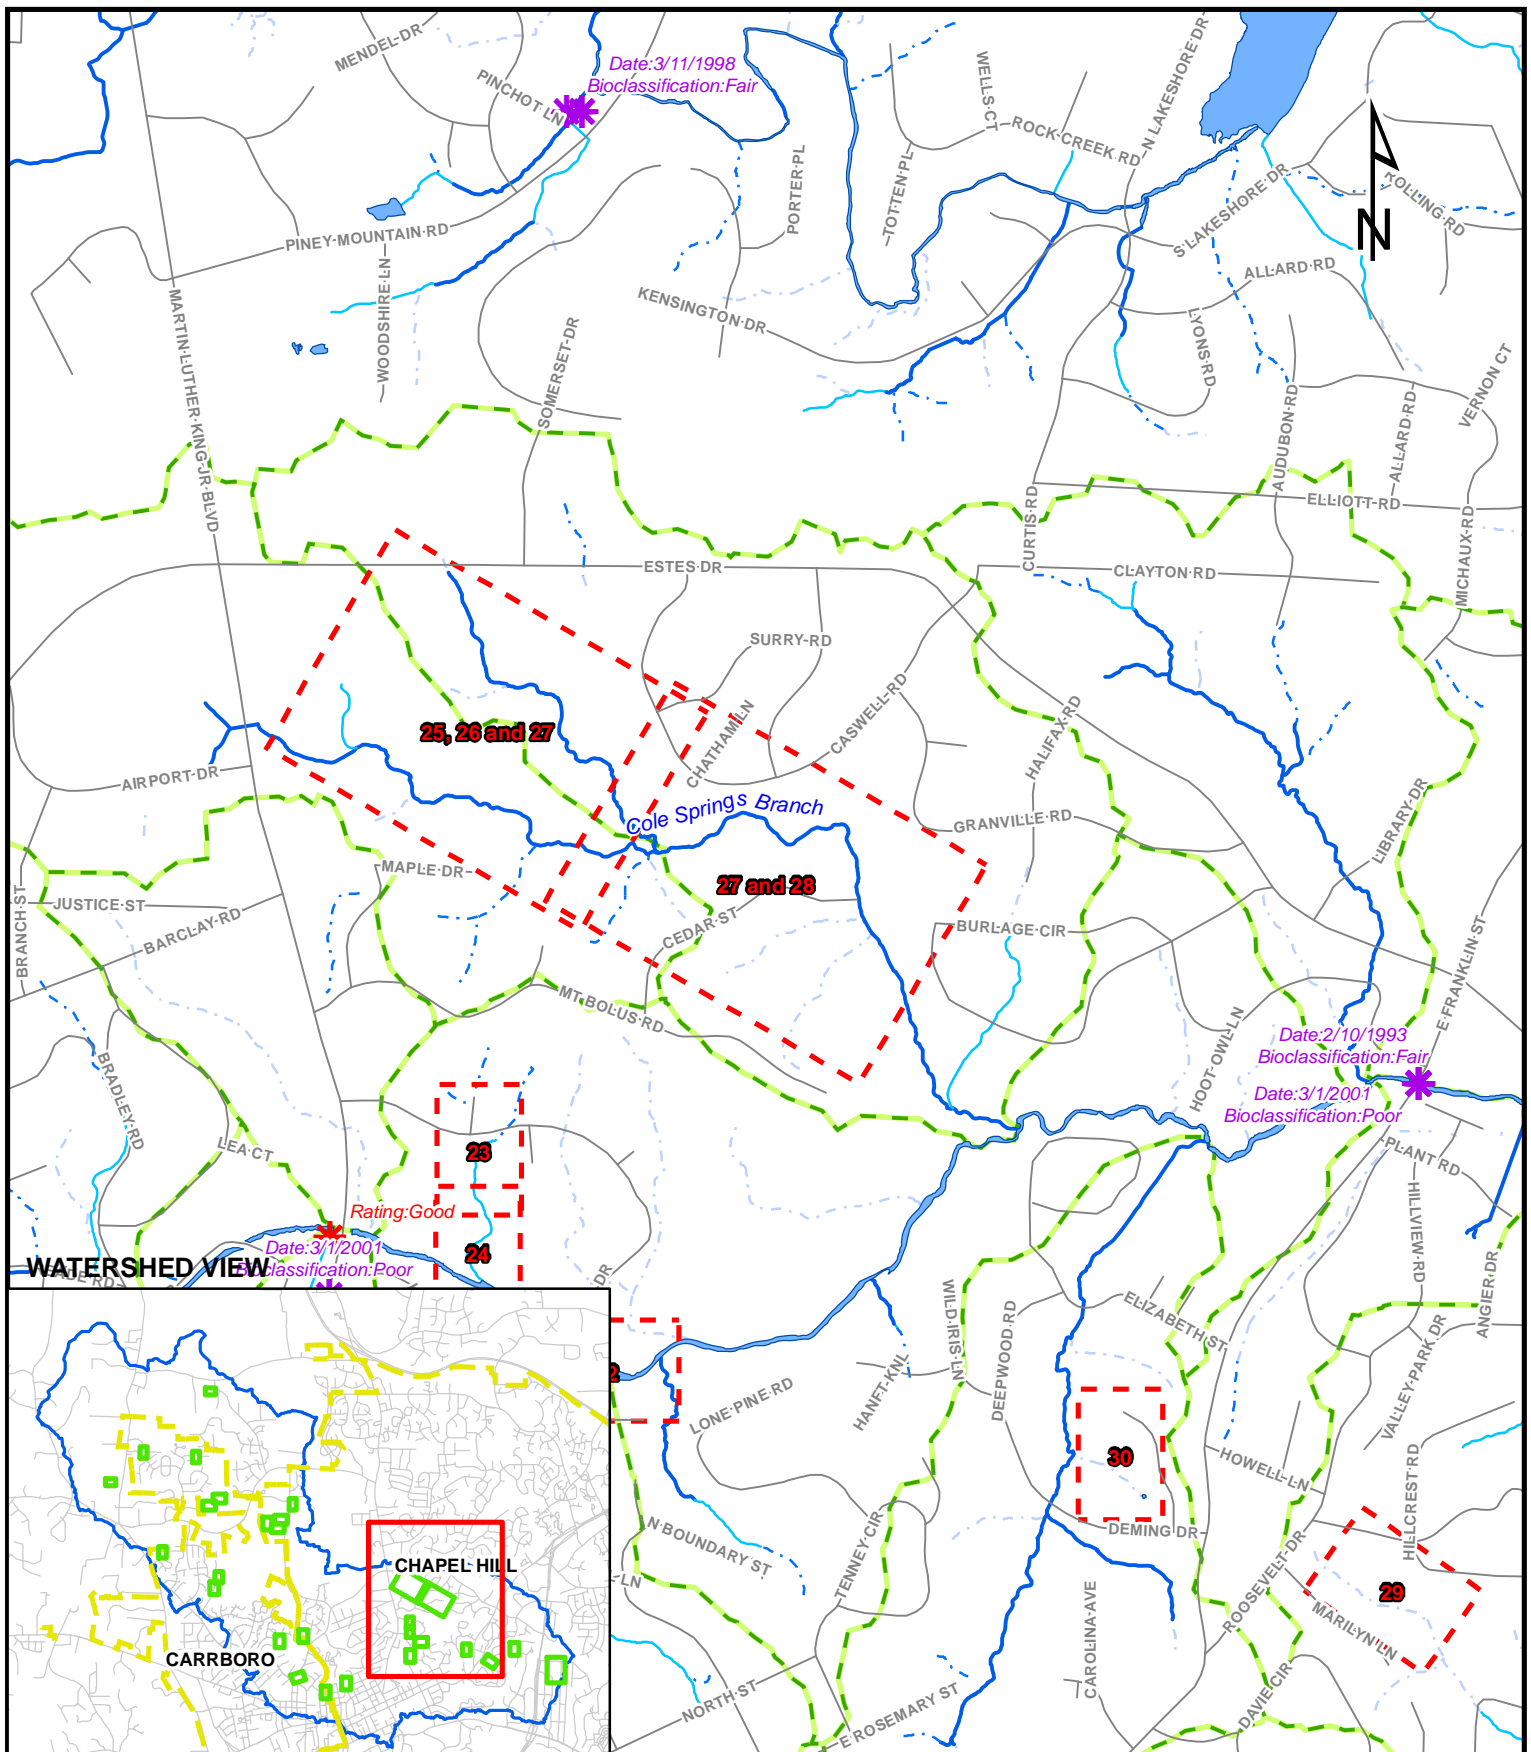 MENDEL-DR
Date:3/11/1998
Bioclassification:Fair
PINCHOT LN
WELLS-CT
N LAKESHORE DR
ROCK-CREEK-RD
PORTER-PL
TOTTEN-PL
S-LAKESHORE DR
ROLLING-RD
N
PINEY-MOUNTAIN-RD
WOODSHIRE-LN
ALLARD-RD
KENSINGTON-DR
MARTIN-LUTHER-KING-JR-BLVD
SOMERSET-DR
LYONS-RD
VERNON CT
AUDUBON-RD
ALLARD-RD
ELLIOTT-RD
CURTIS-RD
MICHAUX-RD
ESTES DR
CLAYTON-RD
SURRY-RD
CASWELL-RD
CHATHAM-LN
HALIFAX-RD
25, 26 and 27
AIRPORT-DR
Cole Springs Branch
GRANVILLE-RD
LIBRARY-DR
MAPLE-DR
27 and 28
JUSTICE-ST
BRANCH-ST
BARCLAY-RD
CEDAR-ST
BURLAGE-CIR
E-FRANKLIN-ST
MT-BOLUS-RD
HOOT-OWL-LN
Date:2/10/1993
Bioclassification:Fair
Date:3/1/2001
Bioclassification:Poor
BRADLEY-RD
LEA-CT
23
PLANT-RD
Rating:Good
HILLVIEW-RD
24
Date:3/1/2001
Bioclassification:Poor
WATERSHED VIEW
DR
WILD-IRIS-LN
DEEPWOOD-RD
ELIZABETH-ST
ANGIER-DR
VALLEY-PARK-DR
2
LONE-PINE-RD
HANFT-KNL
30
HOWELL-LN
HILLCREST-RD
DEMING-DR
N-BOUNDARY-ST
TENNEY-CIR
LN
ROOSEVELT-DR
29
MARILYN-LN
CAROLINA-AVE
NORTH-ST
E-ROSEMARY ST
DAVIE-CIR
CHAPEL HILL
CARRBORO